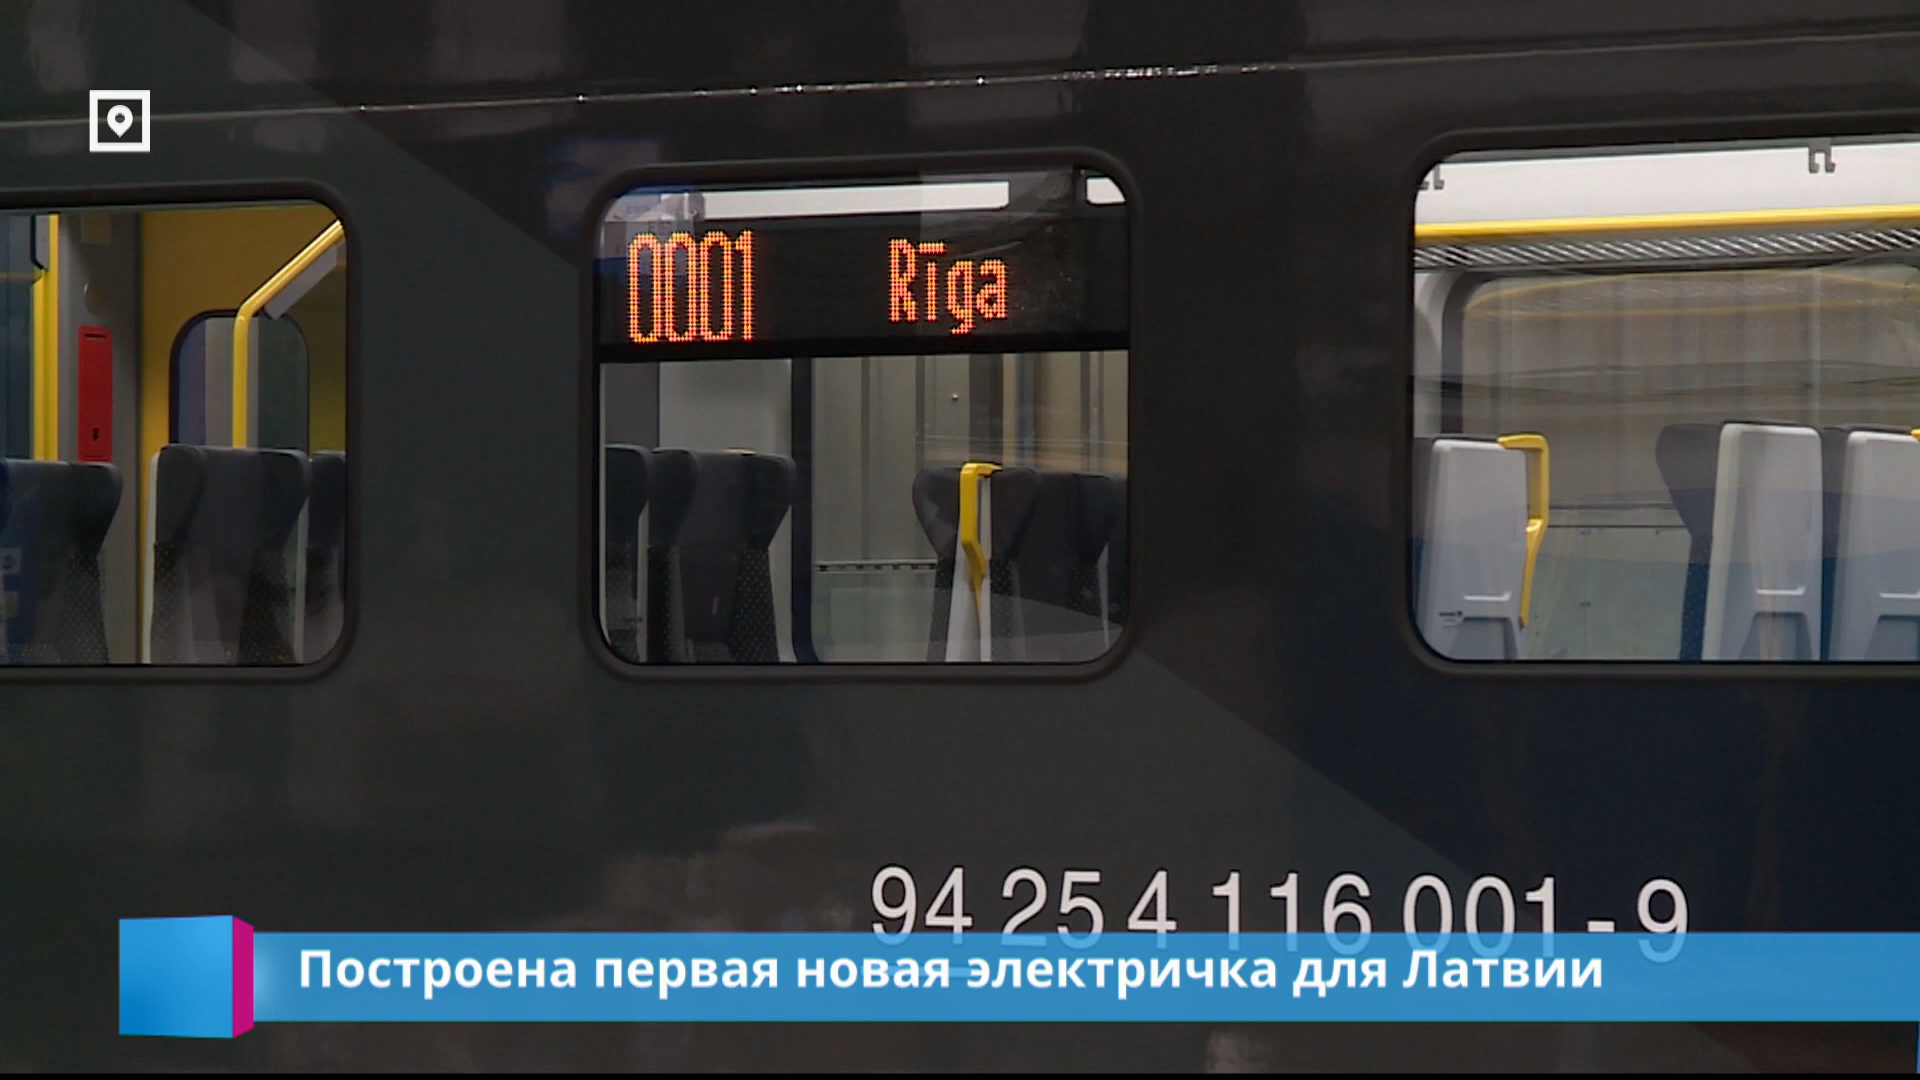 0001 Rīga
94 25 4 116 001-9
Построена первая новая электричка для Латвии